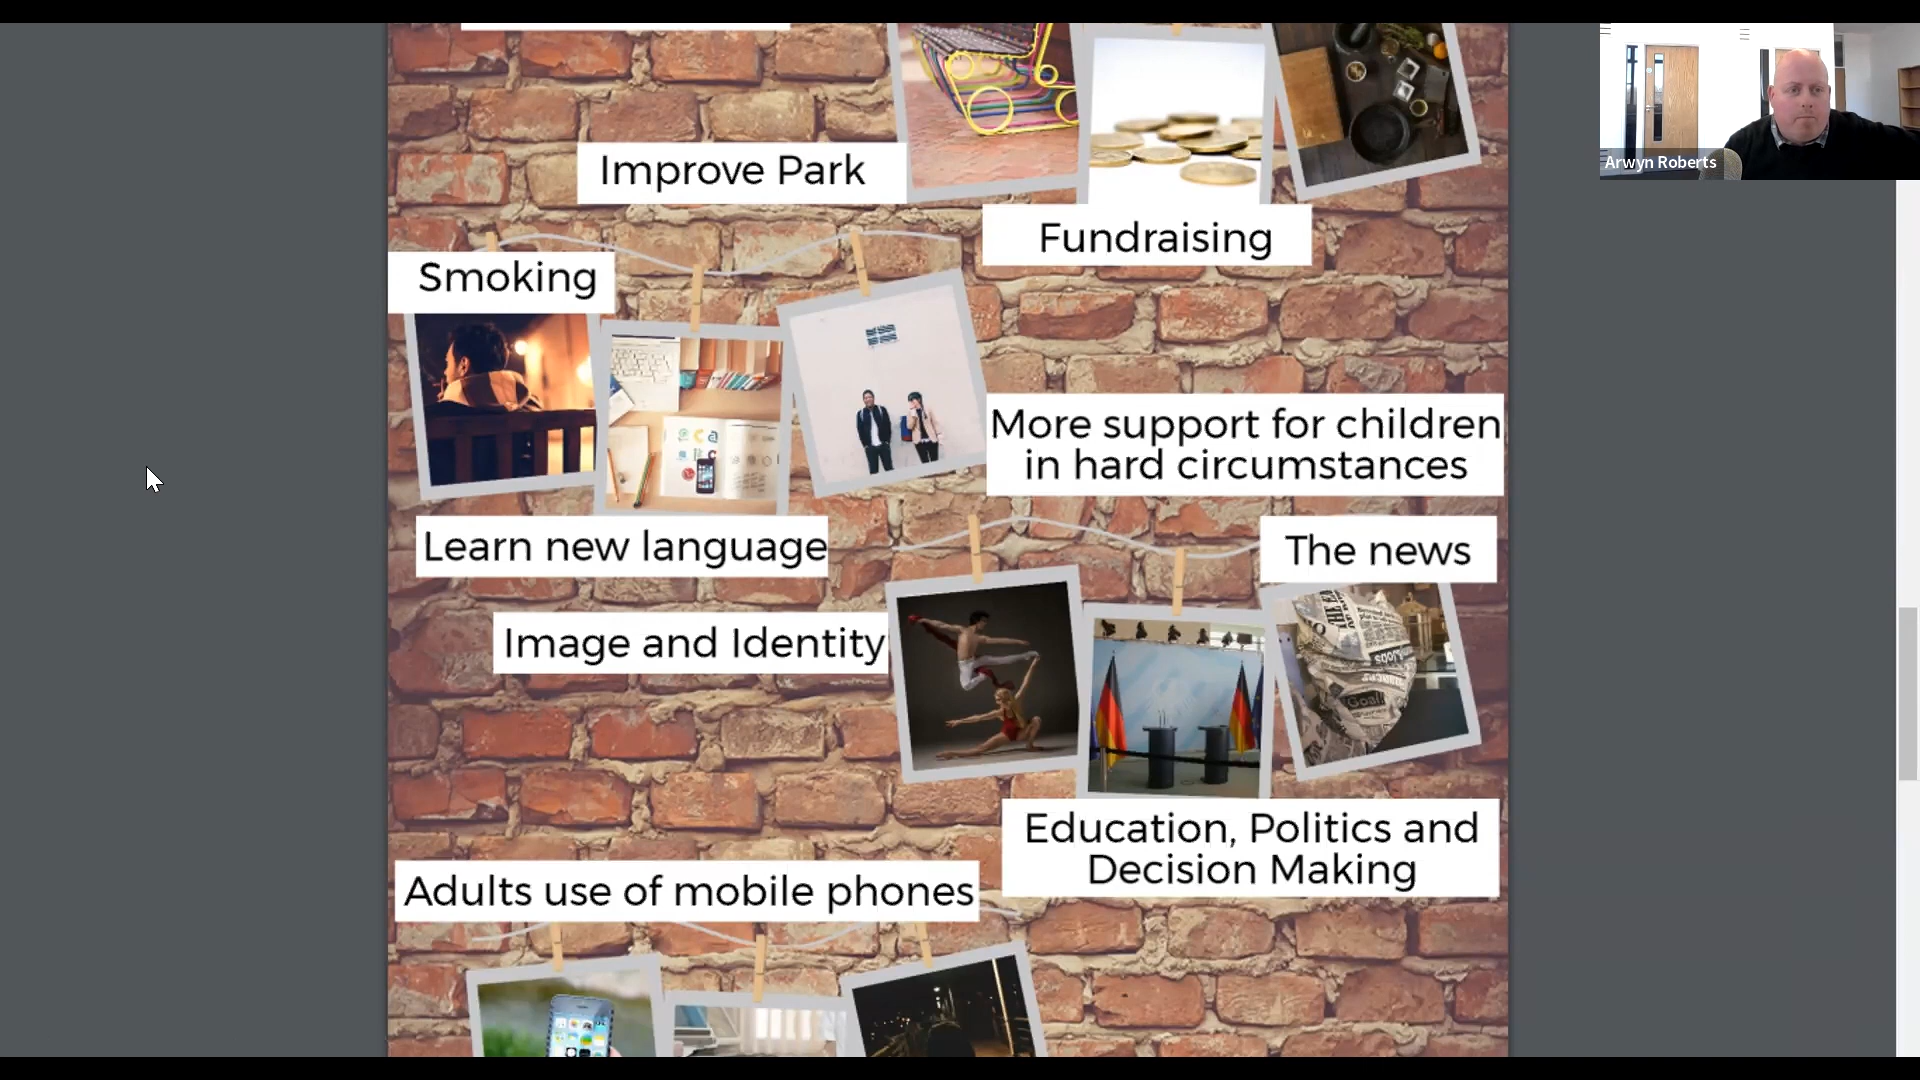 Arwyn Roberts
Improve Park
Fundraising
Smoking
More support for children
in hard circumstances
Learn new language
The news
Image and Identity
Education, Politics and
Decision Making
Adults use of mobile phones